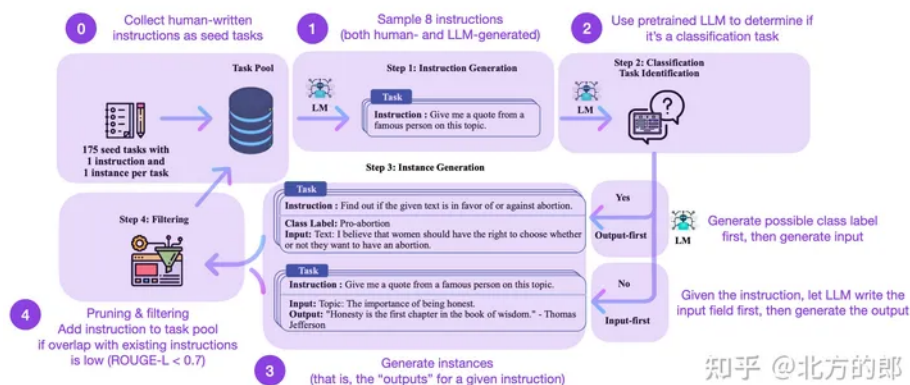 0
Collect human-written
instructions as seed tasks
1
Sample 8 instructions
(both human- and LLM-generated)
2
Use pretrained LLM to determine if
it's a classification task
Task Pool
175 seed tasks with
1 instruction and
1 instance per task
LM
Step 1: Instruction Generation
Task
Instruction : Give me a quote from a
famous person on this topic.
LM
Step 2: Classification
Task Identification
Step 3: Instance Generation
Task
Instruction : Find out if the given text is in favor of or against abortion.
Class Label: Pro-abortion
Input: Text: I believe that women should have the right to choose whether
or not they want to have an abortion.
Task
Instruction : Give me a quote from a famous person on this topic.
Input: Topic: The importance of being honest.
Output: "Honesty is the first chapter in the book of wisdom." - Thomas
Jefferson
Yes
Output-first
LM
Generate possible class label
first, then generate input
No
Input-first
Given the instruction, let LLM write the
input field first, then generate the output
Step 4: Filtering
4
Pruning & filtering
Add instruction to task pool
if overlap with existing instructions
is low (ROUGE-L < 0.7)
3
Generate instances
(that is, the "outputs" for a given instruction)
知乎 @北方的郎